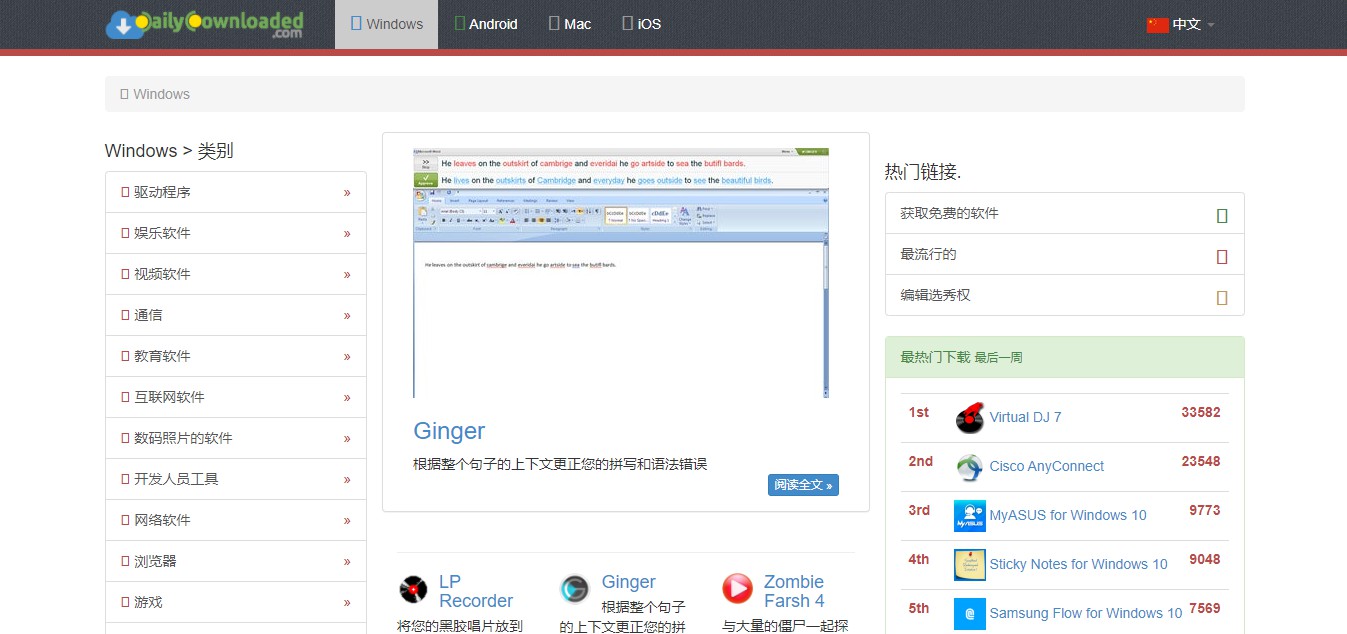 DailyDownloaded
.com
Windows
Android
Mac
iOS
中文
Windows
Windows > 类别
驱动程序 »
娱乐软件 »
视频软件 »
通信 »
教育软件 »
互联网软件 »
数码照片的软件 »
开发人员工具 »
网络软件 »
浏览器 »
游戏 »
He leaves on the outskirt of cambrige and everidai he go artside to sea the butifl bards.
He lives on the outskirts of Cambridge and everyday he goes outside to see the beautiful birds.
He leaves on the outskirt of cambrige and everidai he go artside to sea the butifl bards.
Ginger
根据整个句子的上下文更正您的拼写和语法错误
阅读全文 »
LP
Recorder
将您的黑胶唱片放到
Ginger
根据整个句子
的上下文更正您的拼
Zombie
Farsh 4
与大量的僵尸一起探
热门链接.
获取免费的软件
最流行的
编辑选秀权
最热门下载 最后一周
1st Virtual DJ 7 33582
2nd Cisco AnyConnect 23548
3rd MyASUS for Windows 10 9773
4th Sticky Notes for Windows 10 9048
5th Samsung Flow for Windows 10 7569